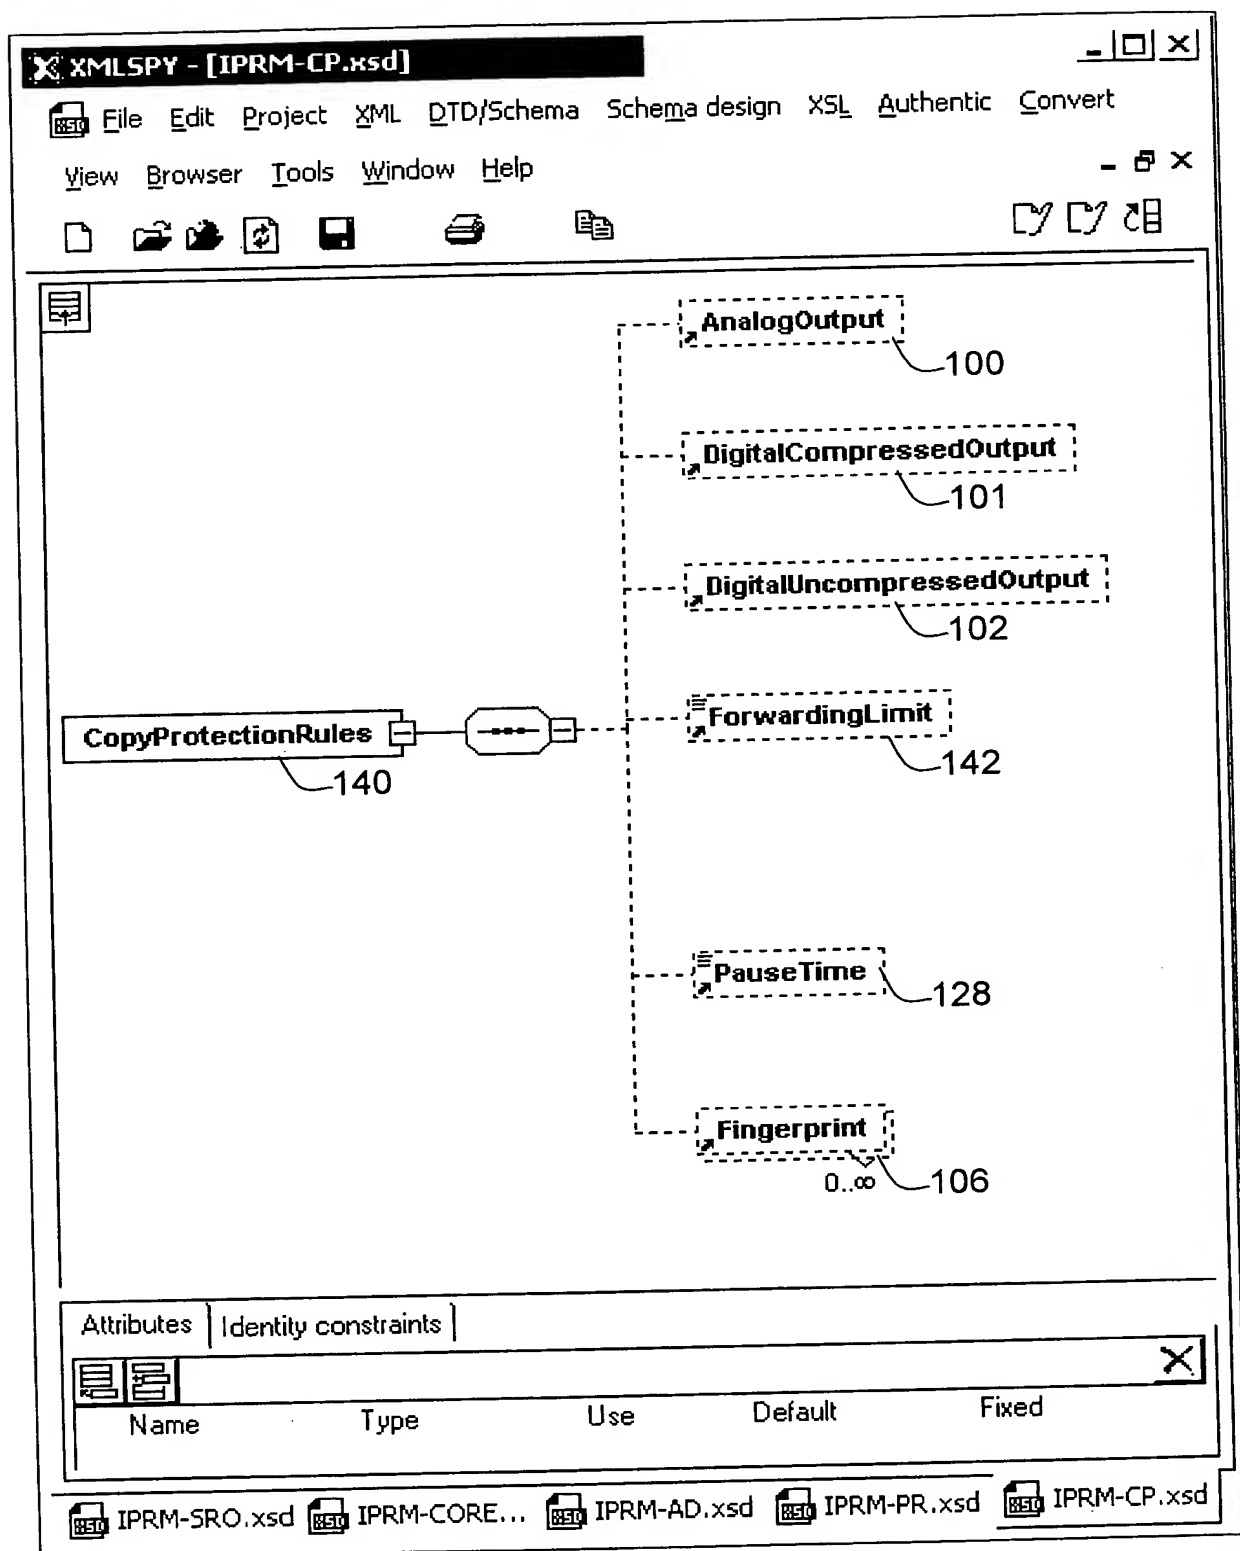 XMLSPY - [IPRM-CP.xsd]
File Edit Project XML DTD/Schema Schema design XSL Authentic Convert
View Browser Tools Window Help
AnalogOutput
100
DigitalCompressedOutput
101
DigitalUncompressedOutput
102
ForwardingLimit
142
CopyProtectionRules
140
PauseTime
128
Fingerprint
0..∞
106
Attributes Identity constraints
Name Type Use Default Fixed
IPRM-SRO.xsd IPRM-CORE... IPRM-AD.xsd IPRM-PR.xsd IPRM-CP.xsd